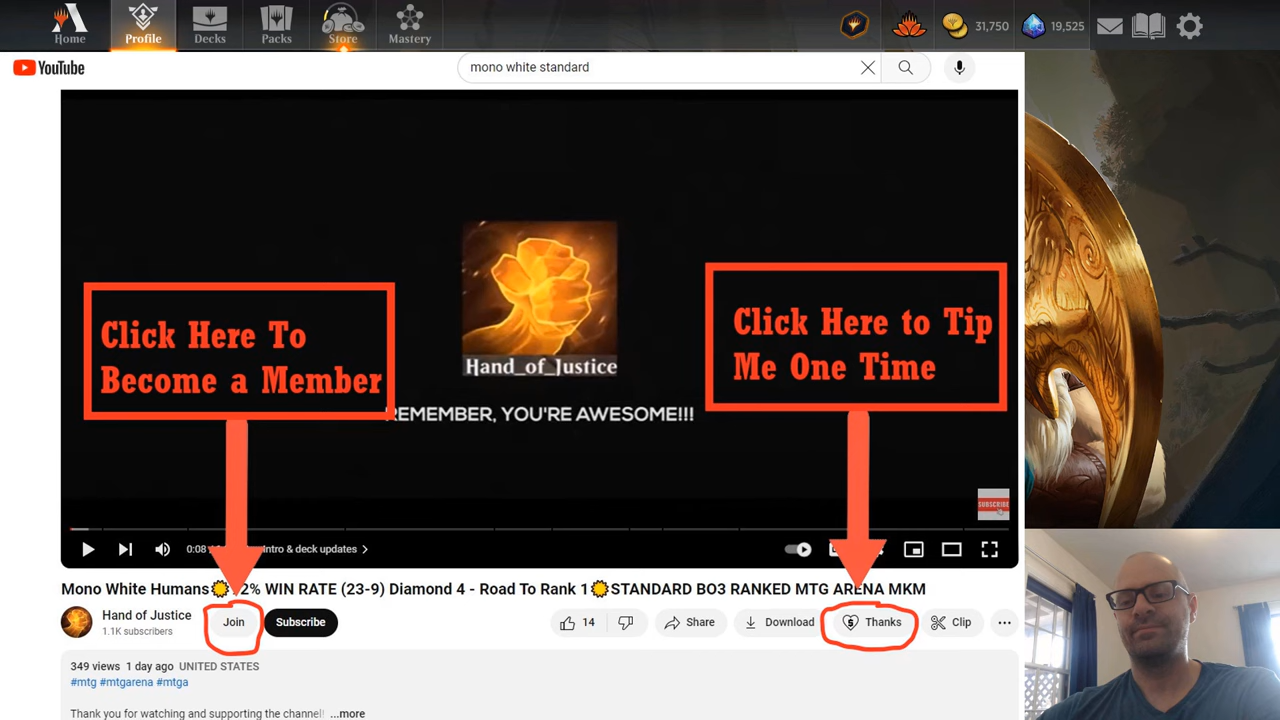 Home
Profile
Decks
Packs
Store
Mastery
31,750
19,525
YouTube
mono white standard
Click Here To
Become a Member
Click Here to Tip
Me One Time
Hand_of_Justice
REMEMBER, YOU'RE AWESOME!!!
SUBSCRIBE
0:08
Intro & deck updates >
Mono White Humans 2% WIN RATE (23-9) Diamond 4 - Road To Rank 1 STANDARD BO3 RANKED MTG ARENA MKM
Hand of Justice
1.1K subscribers
Join
Subscribe
14
Share
Download
Thanks
Clip
349 views 1 day ago UNITED STATES
#mtg #mtgarena #mtga
Thank you for watching and supporting the channel! ...more